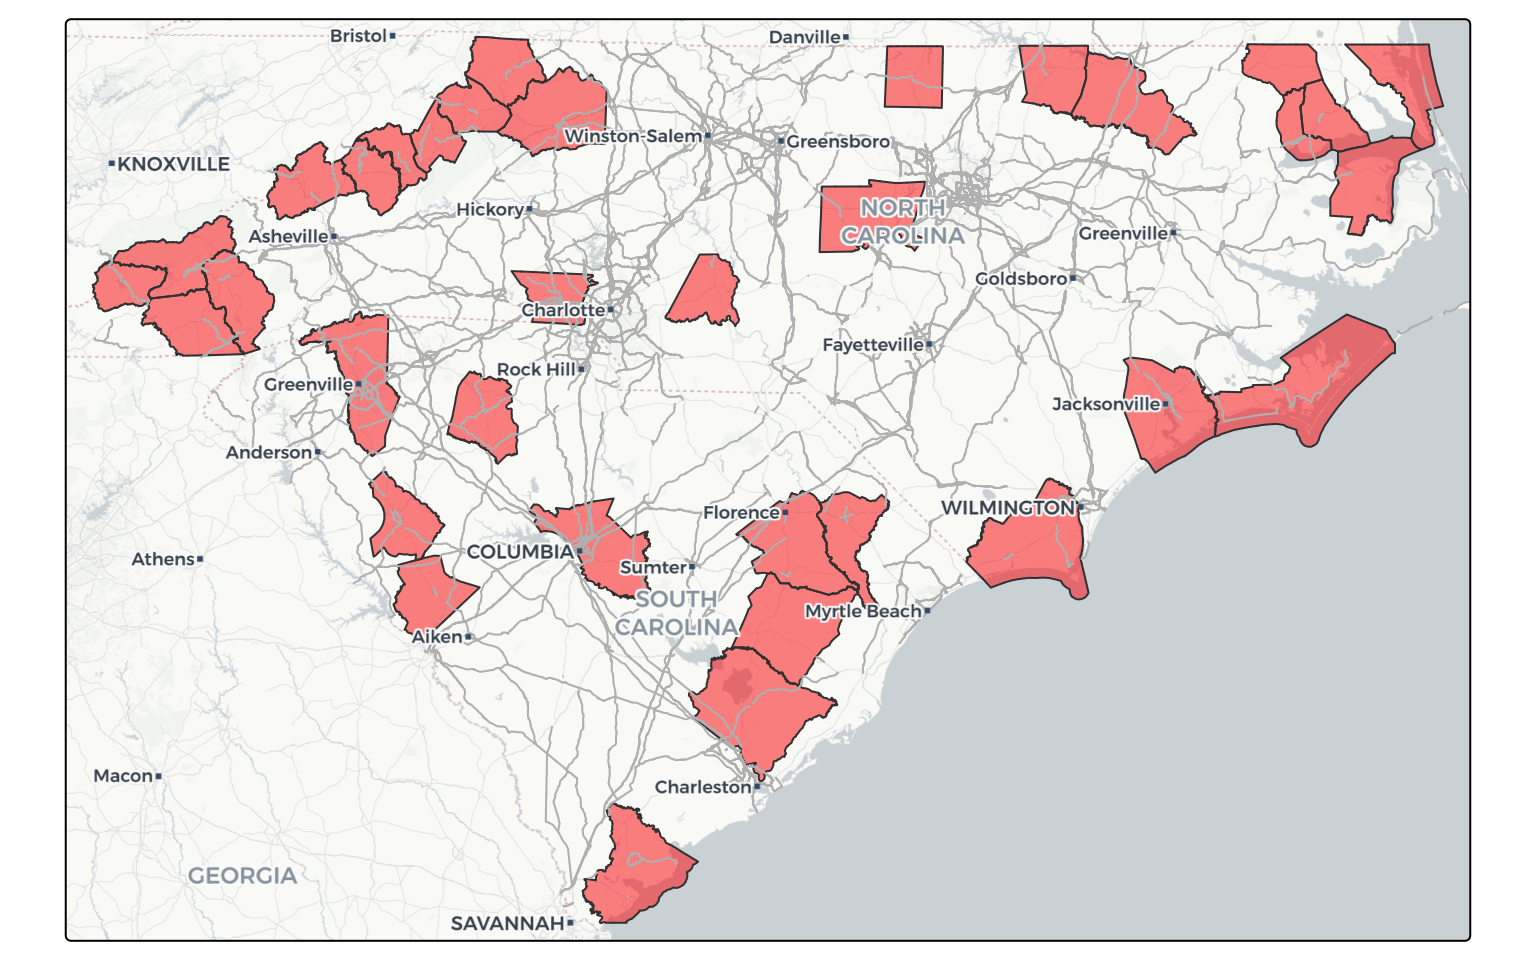 Bristol
Danville
Winston-Salem
Greensboro
KNOXVILLE
Hickory
NORTH
CAROLINA
Asheville
Greenville
Goldsboro
Charlotte
Fayetteville
Rock Hill
Greenville
Jacksonville
Anderson
WILMINGTON
Florence
COLUMBIA
Athens
Sumter
SOUTH
CAROLINA
Myrtle Beach
Aiken
Macon
Charleston
GEORGIA
SAVANNAH